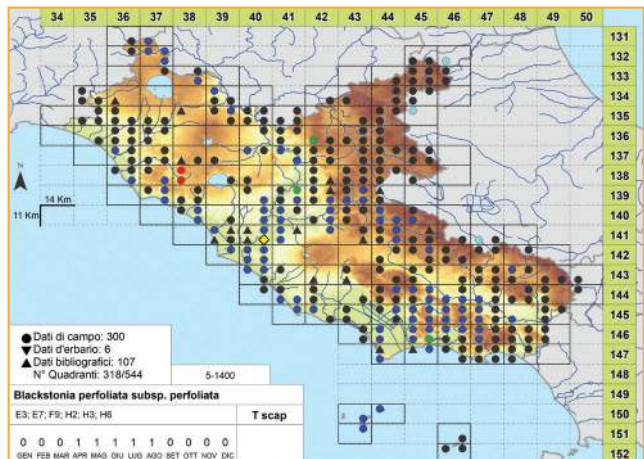 34 35 36 37 38 39 40 41 42 43 44 45 46 47 48 49 50
131
132
133
134
135
136
137
138
139
140
141
142
143
144
145
146
147
148
149
150
151
152
N
14 Km
11 Km
Dati di campo: 300
Dati d'erbario: 6
Dati bibliografici: 107
N° Quadranti: 318/544
5-1400
Blackstonia perfoliata subsp. perfoliata
E3; E7; F9; H2; H3; H6 T scap
0 0 0 1 1 1 1 1 0 0 0 0
GEN FEB MAR APR MAG GIU LUG AGO SET OTT NOV DIC